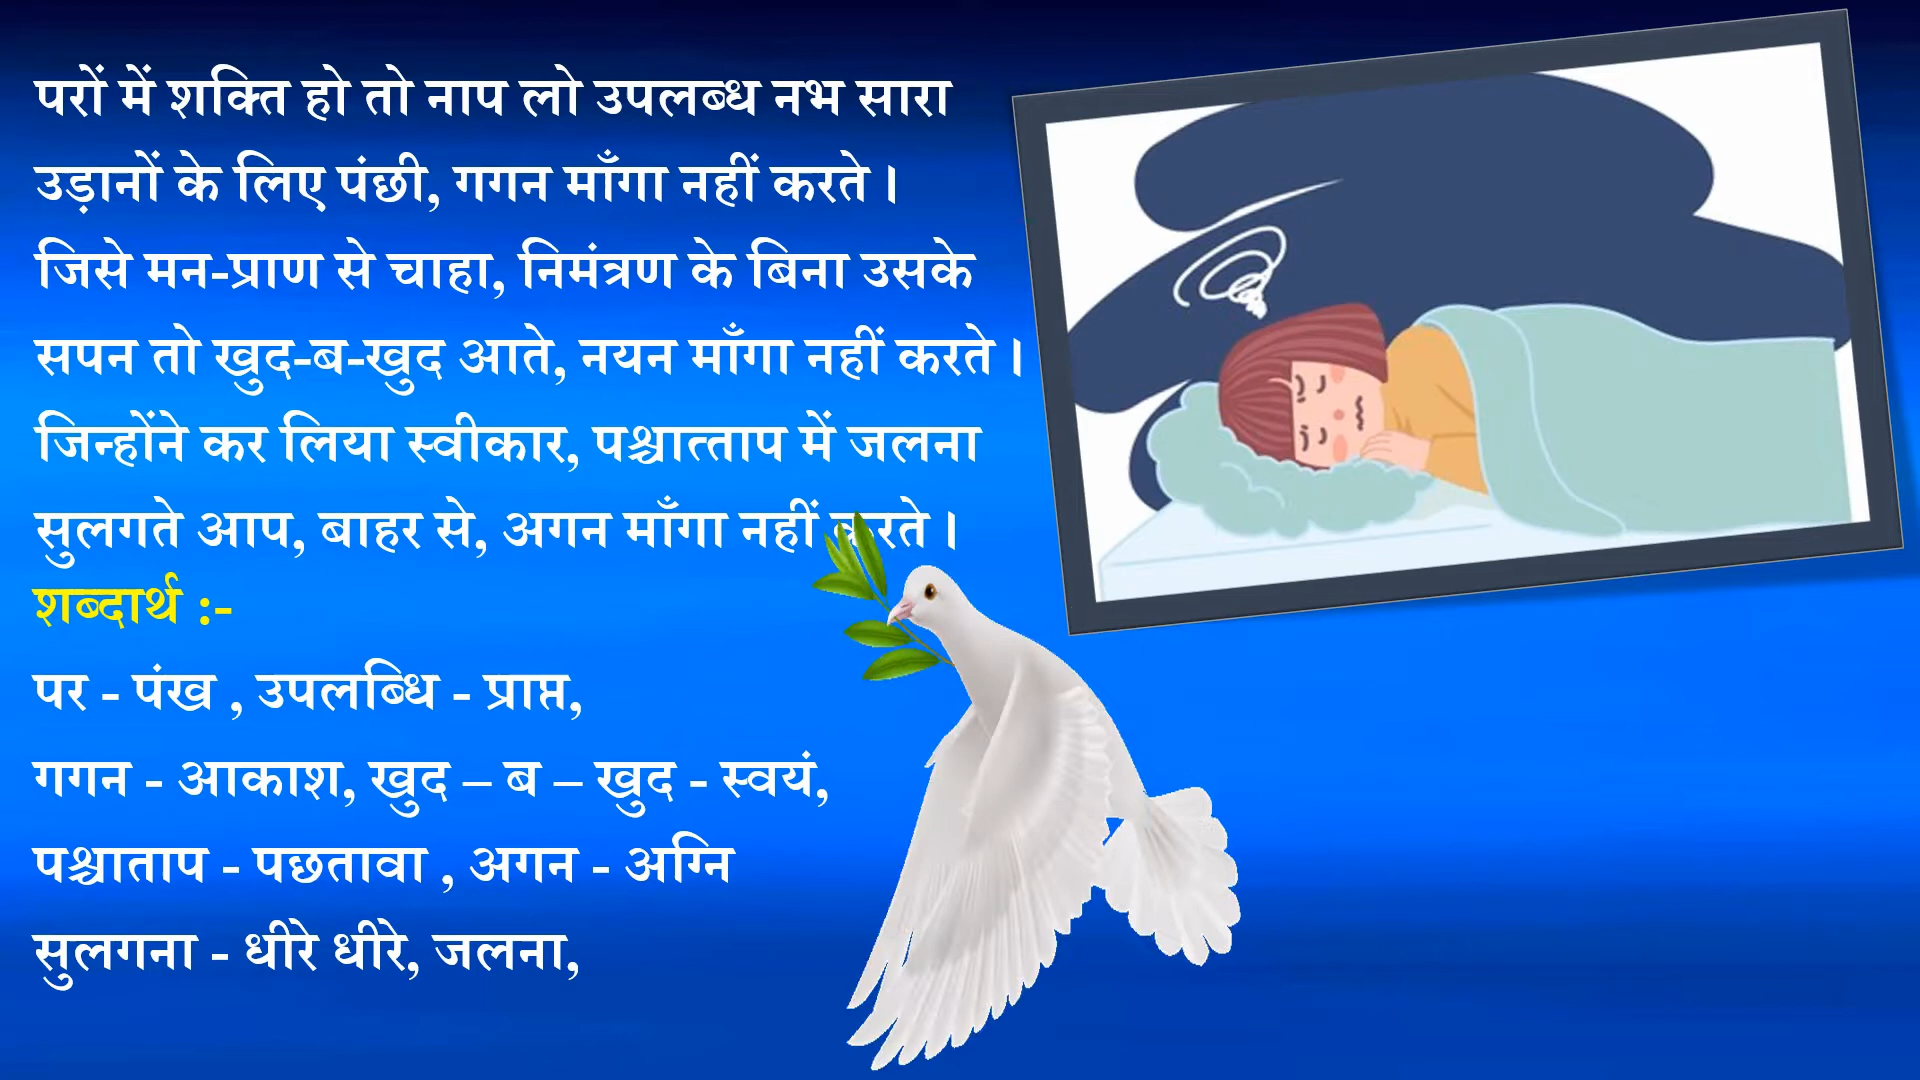 परों में शक्ति हो तो नाप लो उपलब्ध नभ सारा
उड़ानों के लिए पंछी, गगन माँगा नहीं करते।
जिसे मन-प्राण से चाहा, निमंत्रण के बिना उसके
सपन तो खुद-ब-खुद आते, नयन माँगा नहीं करते।
जिन्होंने कर लिया स्वीकार, पश्चात्ताप में जलना
सुलगते आप, बाहर से, अगन माँगा नहीं करते।
शब्दार्थ :-
पर - पंख , उपलब्धि - प्राप्त,
गगन - आकाश, खुद – ब – खुद - स्वयं,
पश्चाताप - पछतावा , अगन - अग्नि
सुलगना - धीरे धीरे, जलना,